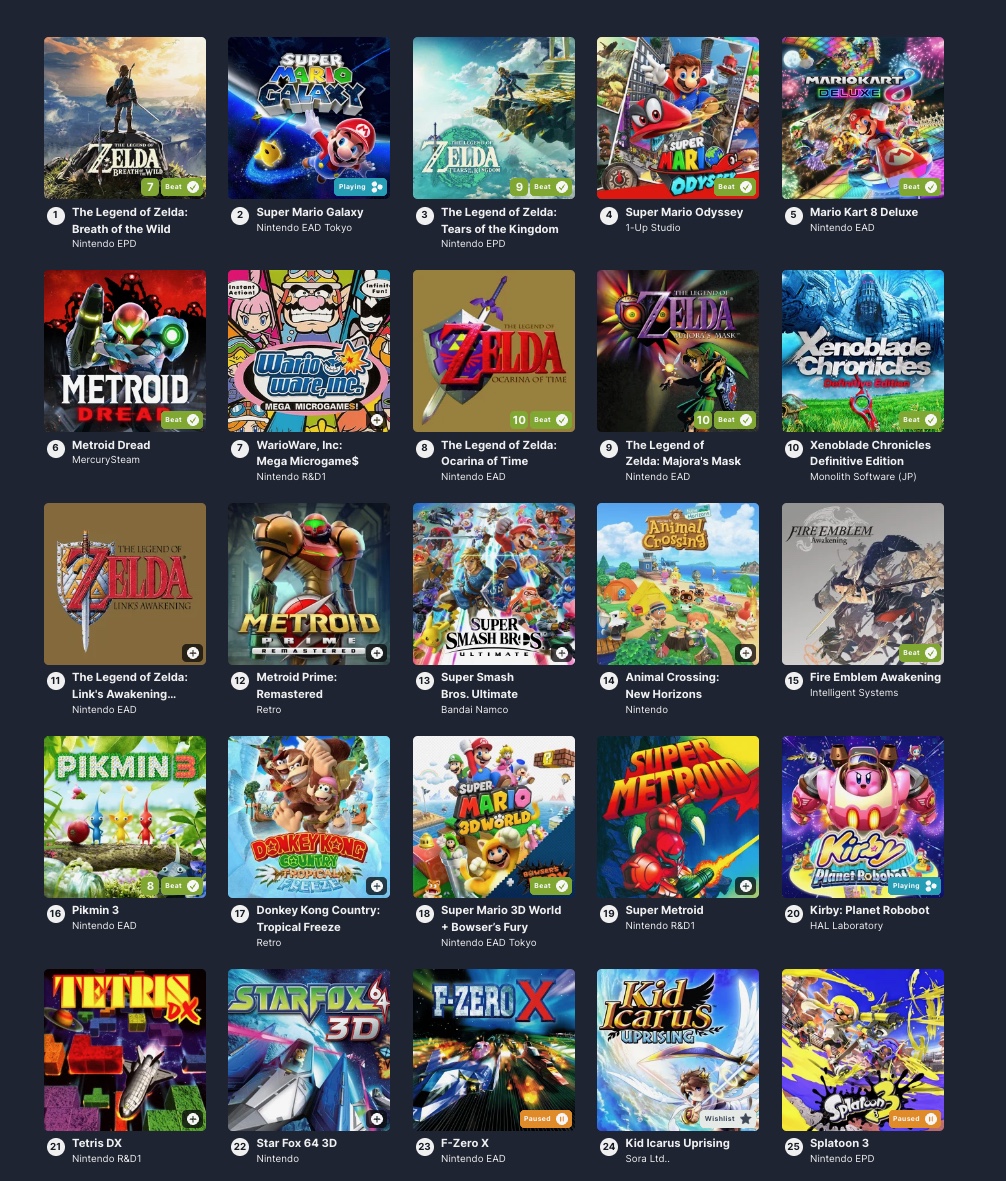 THE LEGEND OF
ZELDA
BREATH OF THE WILD
7
Beat
1
The Legend of Zelda:
Breath of the Wild
Nintendo EPD
SUPER
MARIO
GALAXY
Playing
2
Super Mario Galaxy
Nintendo EAD Tokyo
THE LEGEND OF
ZELDA
TEARS OF THE KINGDOM
9
Beat
3
The Legend of Zelda:
Tears of the Kingdom
Nintendo EPD
SUPER
MARIO
ODYSSEY
Beat
4
Super Mario Odyssey
1-Up Studio
MARIOKART 8
DELUXE
Beat
5
Mario Kart 8 Deluxe
Nintendo EAD
METROID
DREAD
Beat
6
Metroid Dread
MercurySteam
Instant
Action!
Infinite
Fun!
Wario
ware,inc.
MEGA MICROGAMES!
7
WarioWare, Inc:
Mega Microgame$
Nintendo R&D1
THE LEGEND OF
ZELDA
OCARINA OF TIME
10
Beat
8
The Legend of Zelda:
Ocarina of Time
Nintendo EAD
THE LEGEND OF
ZELDA
MAJORA'S MASK
10
Beat
9
The Legend of
Zelda: Majora's Mask
Nintendo EAD
Xenoblade
Chronicles
Definitive Edition
Beat
10
Xenoblade Chronicles
Definitive Edition
Monolith Software (JP)
THE LEGEND OF
ZELDA
LINK'S AWAKENING
11
The Legend of Zelda:
Link's Awakening...
Nintendo EAD
METROID
PRIME
REMASTERED
12
Metroid Prime:
Remastered
Retro
SUPER
SMASH BROS.
ULTIMATE
13
Super Smash
Bros. Ultimate
Bandai Namco
Animal
Crossing
New Horizons
14
Animal Crossing:
New Horizons
Nintendo
FIRE EMBLEM
Awakening
Beat
15
Fire Emblem Awakening
Intelligent Systems
PIKMIN 3
8
Beat
16
Pikmin 3
Nintendo EAD
DONKEY KONG
COUNTRY
TROPICAL
FREEZE
17
Donkey Kong Country:
Tropical Freeze
Retro
SUPER
MARIO
3D WORLD
BOWSER'S
FURY
Beat
18
Super Mario 3D World
+ Bowser's Fury
Nintendo EAD Tokyo
SUPER
METROID
19
Super Metroid
Nintendo R&D1
Kirby
Planet Robobot
Playing
20
Kirby: Planet Robobot
HAL Laboratory
TETRIS
DX
21
Tetris DX
Nintendo R&D1
STARFOX 64
3D
22
Star Fox 64 3D
Nintendo
F-ZERO X
Paused
23
F-Zero X
Nintendo EAD
Kid
Icarus
UPRISING
Wishlist
24
Kid Icarus Uprising
Sora Ltd..
Splatoon 3
Paused
25
Splatoon 3
Nintendo EPD